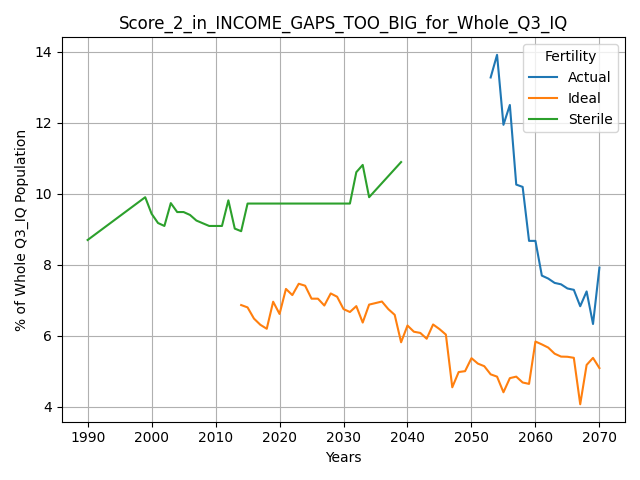 Score_2_in_INCOME_GAPS_TOO_BIG_for_Whole_Q3_IQ
Fertility
Actual
Ideal
Sterile
% of Whole Q3_IQ Population
14
12
10
8
6
4
1990 2000 2010 2020 2030 2040 2050 2060 2070
Years